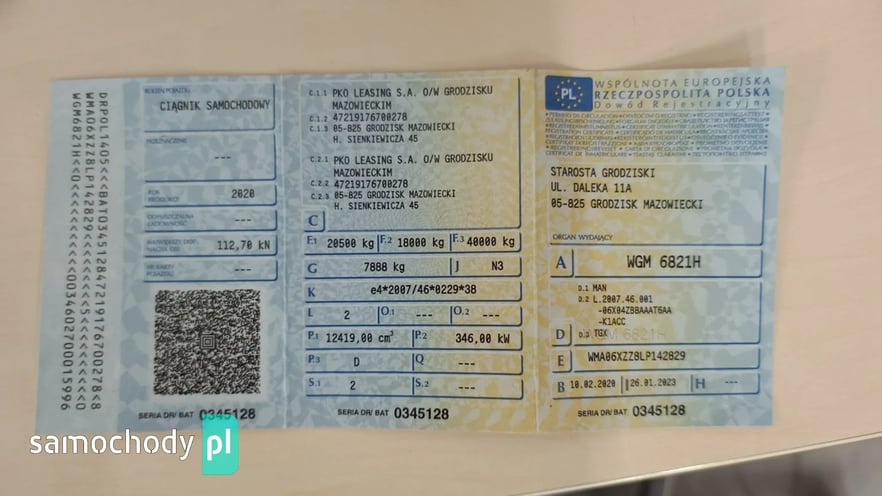 DRPOL1405<<BAT034512847219176700278<8
WMA06XZZ8LP142829<<<<<<<<<5<<<<<<<<<0
WGM6821H<0<<<<<<<<<<<<<<0034602700015996
RODZAJ POJAZDU
CIĄGNIK SAMOCHODOWY
PRZEZNACZENIE
---
ROK PRODUKCJI
2020
DOPUSZCZALNA ŁADOWNOŚĆ
---
NAJWIĘKSZY DOP. NACISK OSI
112,70 kN
NR KARTY POJAZDU
---
SERIA DR/ BAT 0345128
C.1.1 PKO LEASING S.A. O/W GRODZISKU
MAZOWIECKIM
C.1.2 47219176700278
C.1.3 05-825 GRODZISK MAZOWIECKI
H. SIENKIEWICZA 45
C.2.1 PKO LEASING S.A. O/W GRODZISKU
MAZOWIECKIM
C.2.2 47219176700278
C.2.3 05-825 GRODZISK MAZOWIECKI
H. SIENKIEWICZA 45
C
F.1 20500 kg F.2 18000 kg F.3 40000 kg
G 7888 kg J N3
K e4*2007/46*0229*38
L 2 O.1 --- O.2 ---
P.1 12419,00 cm³ P.2 346,00 kW
P.3 D Q ---
S.1 2 S.2 ---
SERIA DR/ BAT 0345128
PL
WSPÓLNOTA EUROPEJSKA
RZECZPOSPOLITA POLSKA
Dowód Rejestracyjny
STAROSTA GRODZISKI
UL. DALEKA 11A
05-825 GRODZISK MAZOWIECKI
ORGAN WYDAJĄCY
A WGM 6821H
D.1 MAN
D.2 L.2007.46.001
-06X04ZBBAAAT6AA
-K1ACC
D D.3 TGX
E WMA06XZZ8LP142829
B 10.02.2020 I 26.01.2023 H ---
SERIA DR/ BAT 0345128
samochody pl